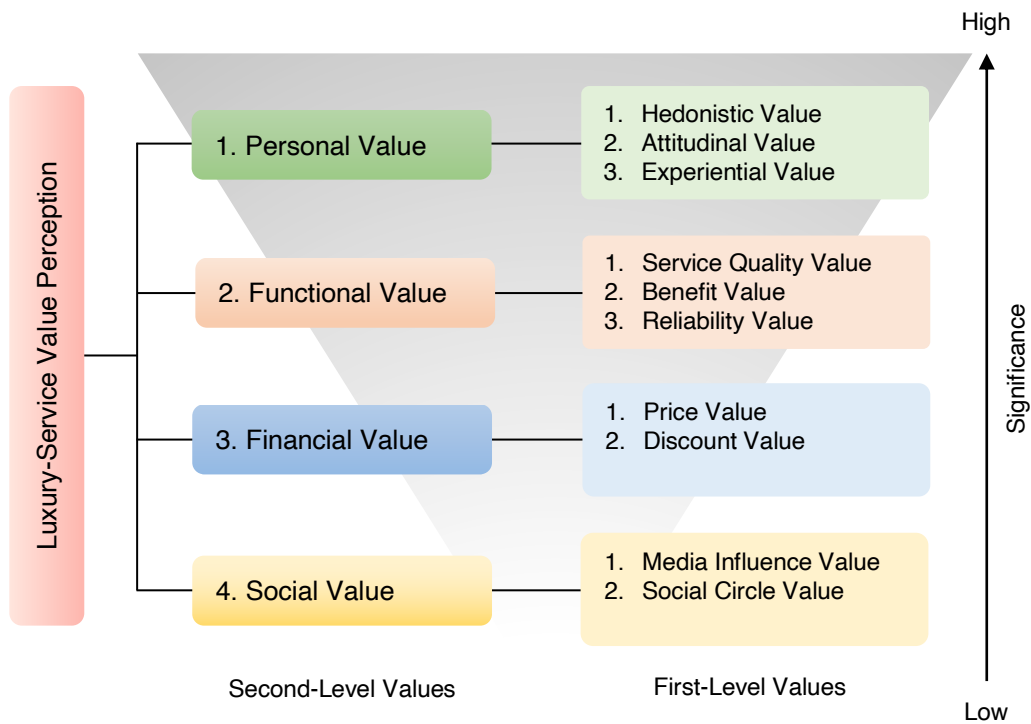 High
Luxury-Service Value Perception
1. Personal Value
1. Hedonistic Value
2. Attitudinal Value
3. Experiential Value
2. Functional Value
1. Service Quality Value
2. Benefit Value
3. Reliability Value
3. Financial Value
1. Price Value
2. Discount Value
4. Social Value
1. Media Influence Value
2. Social Circle Value
Significance
Second-Level Values
First-Level Values
Low